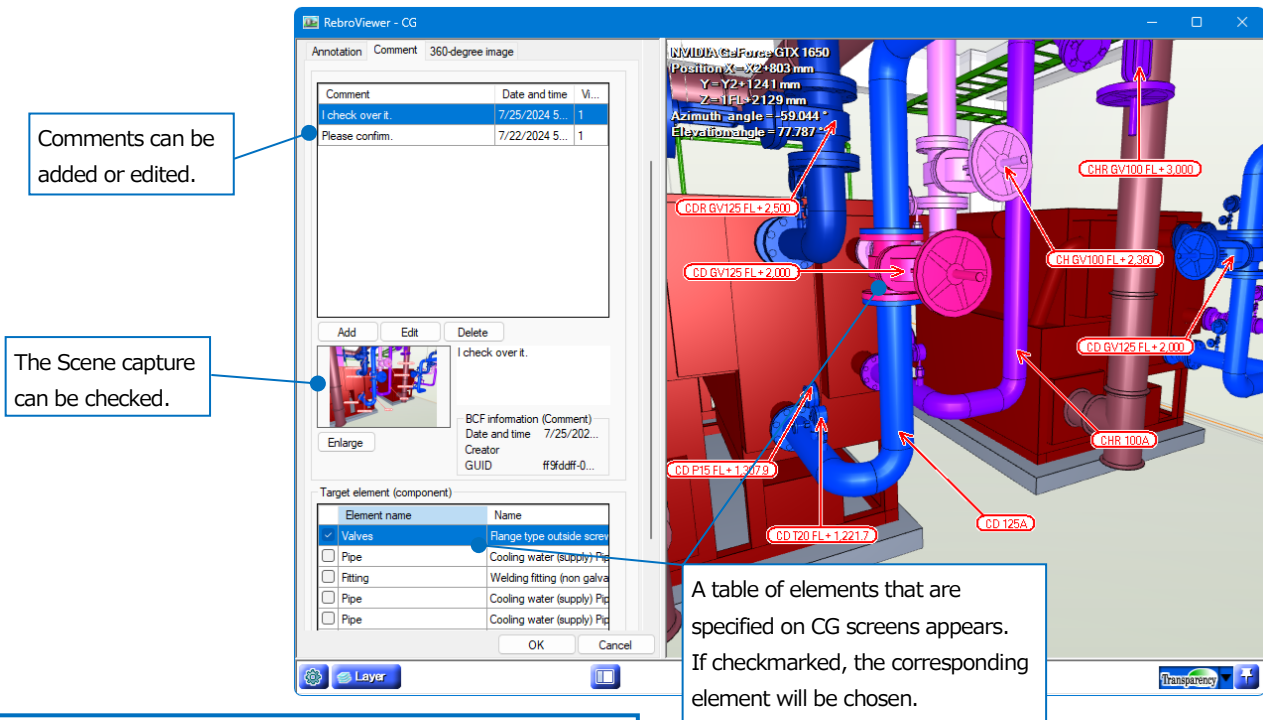 RebroViewer - CG
Annotation Comment 360-degree image
Comment Date and time Vi...
I check over it. 7/25/2024 5... 1
Please confirm. 7/22/2024 5... 1
Comments can be
added or edited.
Add Edit Delete
I check over it.
The Scene capture
can be checked.
BCF information (Comment)
Date and time 7/25/202...
Creator
GUID ff9fddff-0...
Enlarge
Target element (component)
Element name Name
Valves Flange type outside screw
Pipe Cooling water (supply) Pip
Fitting Welding fitting (non galva
Pipe Cooling water (supply) Pip
Pipe Cooling water (supply) Pip
OK Cancel
Layer
NVIDIA GeForce GTX 1650
Position X = X2+803 mm
Y = Y2+1241 mm
Z = 1FL+2129 mm
Azimuth angle = -59.044 °
Elevation angle = 77.787 °
CHR GV100 FL + 3,000
CDR GV125 FL + 2,500
CH GV100 FL + 2,360
CD GV125 FL + 2,000
CD GV125 FL + 2,000
CHR 100A
CD P15 FL + 1,307.9
CD 125A
CD T20 FL + 1,221.7
A table of elements that are
specified on CG screens appears.
If checkmarked, the corresponding
element will be chosen.
Transparency